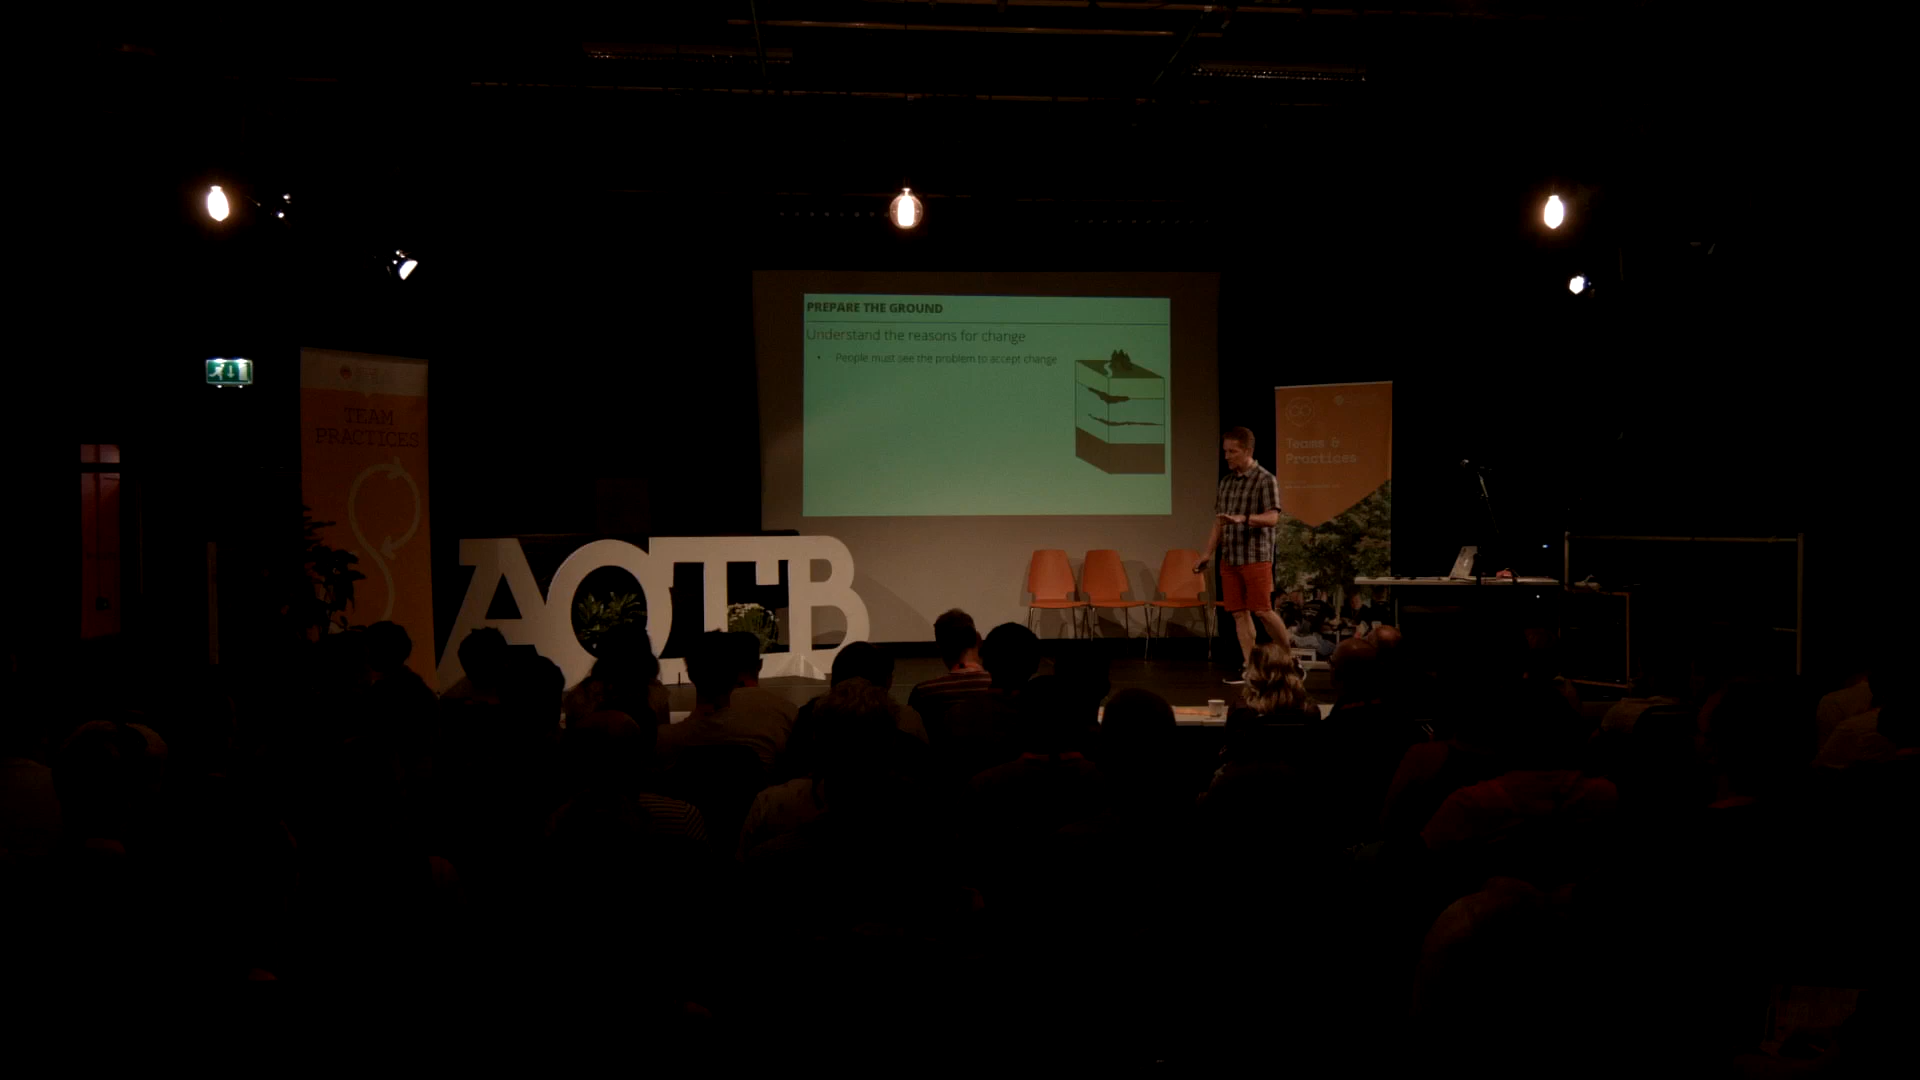 PREPARE THE GROUND
Understand the reasons for change
• People must see the problem to accept change
TEAM
PRACTICES
Teams &
Practices
AOTB